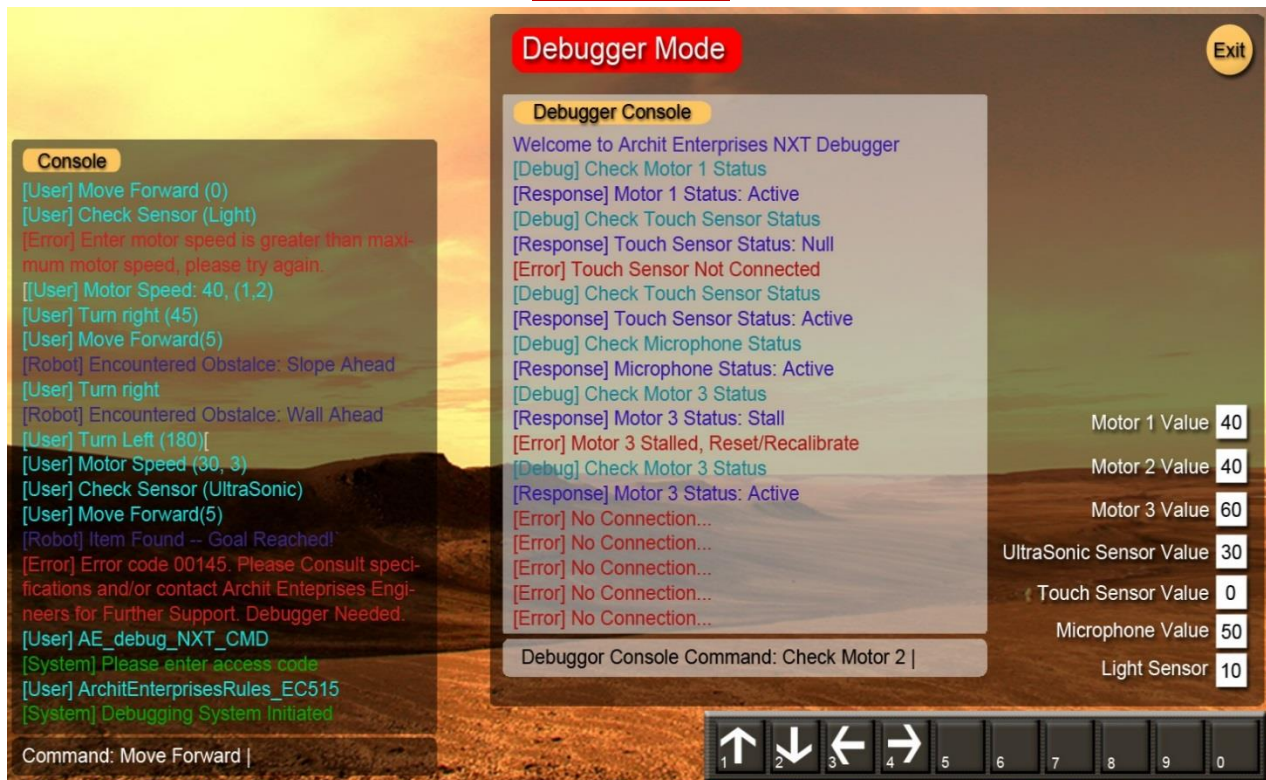 Debugger Mode
Exit
Console
[User] Move Forward (0)
[User] Check Sensor (Light)
[Error] Enter motor speed is greater than maxi-
mum motor speed, please try again.
[[User] Motor Speed: 40, (1,2)
[User] Turn right (45)
[User] Move Forward(5)
[Robot] Encountered Obstalce: Slope Ahead
[User] Turn right
[Robot] Encountered Obstalce: Wall Ahead
[User] Turn Left (180)[
[User] Motor Speed (30, 3)
[User] Check Sensor (UltraSonic)
[User] Move Forward(5)
[Robot] Item Found -- Goal Reached!`
[Error] Error code 00145. Please Consult speci-
fications and/or contact Archit Enteprises Engi-
neers for Further Support. Debugger Needed.
[User] AE_debug_NXT_CMD
[System] Please enter access code
[User] ArchitEnterprisesRules_EC515
[System] Debugging System Initiated
Command: Move Forward |
Debugger Console
Welcome to Archit Enterprises NXT Debugger
[Debug] Check Motor 1 Status
[Response] Motor 1 Status: Active
[Debug] Check Touch Sensor Status
[Response] Touch Sensor Status: Null
[Error] Touch Sensor Not Connected
[Debug] Check Touch Sensor Status
[Response] Touch Sensor Status: Active
[Debug] Check Microphone Status
[Response] Microphone Status: Active
[Debug] Check Motor 3 Status
[Response] Motor 3 Status: Stall
[Error] Motor 3 Stalled, Reset/Recalibrate
[Debug] Check Motor 3 Status
[Response] Motor 3 Status: Active
[Error] No Connection...
[Error] No Connection...
[Error] No Connection...
[Error] No Connection...
[Error] No Connection...
Debuggor Console Command: Check Motor 2 |
Motor 1 Value 40
Motor 2 Value 40
Motor 3 Value 60
UltraSonic Sensor Value 30
Touch Sensor Value 0
Microphone Value 50
Light Sensor 10
1 2 3 4 5 6 7 8 9 0